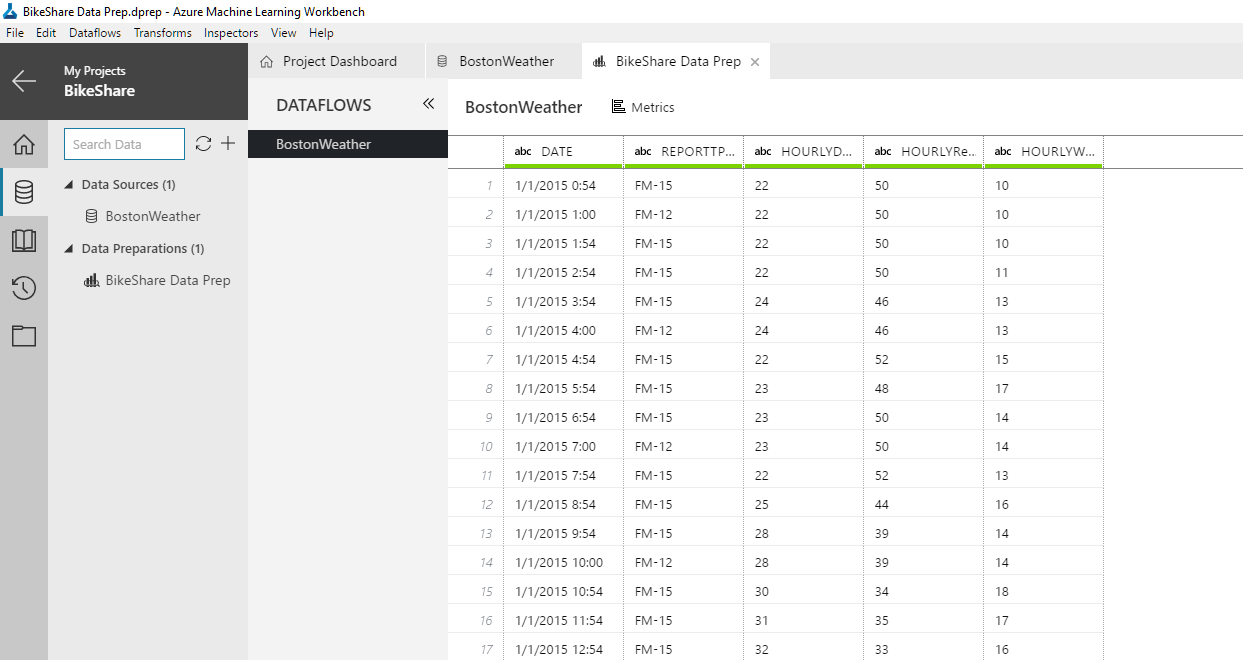 BikeShare Data Prep.dprep - Azure Machine Learning Workbench
File Edit Dataflows Transforms Inspectors View Help
My Projects
BikeShare
Project Dashboard BostonWeather BikeShare Data Prep
Search Data
Data Sources (1)
BostonWeather
Data Preparations (1)
BikeShare Data Prep
DATAFLOWS
BostonWeather
BostonWeather Metrics
abc DATE abc REPORTTP... abc HOURLYD... abc HOURLYRe... abc HOURLYW...
1 1/1/2015 0:54 FM-15 22 50 10
2 1/1/2015 1:00 FM-12 22 50 10
3 1/1/2015 1:54 FM-15 22 50 10
4 1/1/2015 2:54 FM-15 22 50 11
5 1/1/2015 3:54 FM-15 24 46 13
6 1/1/2015 4:00 FM-12 24 46 13
7 1/1/2015 4:54 FM-15 22 52 15
8 1/1/2015 5:54 FM-15 23 48 17
9 1/1/2015 6:54 FM-15 23 50 14
10 1/1/2015 7:00 FM-12 23 50 14
11 1/1/2015 7:54 FM-15 22 52 13
12 1/1/2015 8:54 FM-15 25 44 16
13 1/1/2015 9:54 FM-15 28 39 14
14 1/1/2015 10:00 FM-12 28 39 14
15 1/1/2015 10:54 FM-15 30 34 18
16 1/1/2015 11:54 FM-15 31 35 17
17 1/1/2015 12:54 FM-15 32 33 16